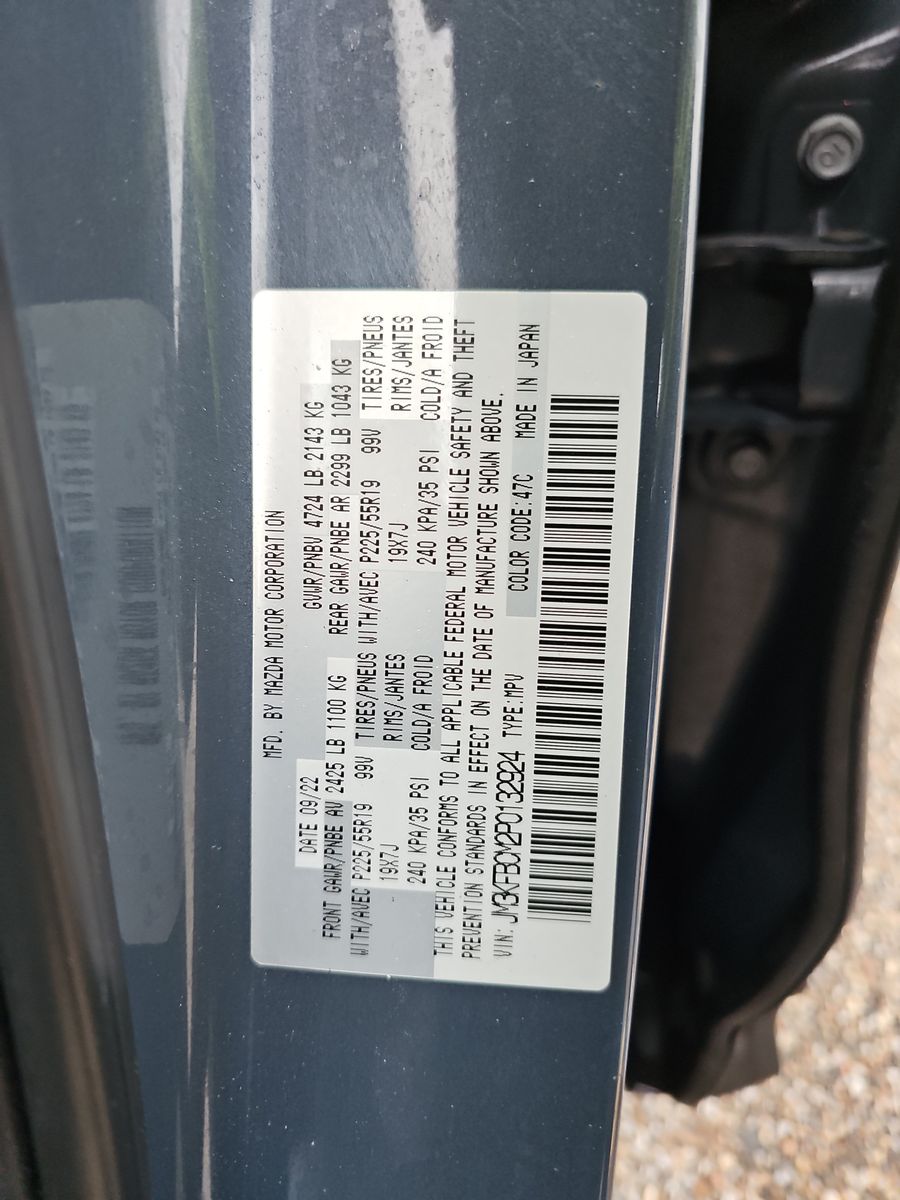 MFD. BY MAZDA MOTOR CORPORATION
DATE 09/22 GVWR/PNBV 4724 LB 2143 KG
FRONT GAWR/PNBE AV 2425 LB 1100 KG REAR GAWR/PNBE AR 2299 LB 1043 KG
WITH/AVEC P225/55R19 99V TIRES/PNEUS WITH/AVEC P225/55R19 99V TIRES/PNEUS
19X7J RIMS/JANTES 19X7J RIMS/JANTES
240 KPA/35 PSI COLD/A FROID 240 KPA/35 PSI COLD/A FROID
THIS VEHICLE CONFORMS TO ALL APPLICABLE FEDERAL MOTOR VEHICLE SAFETY AND THEFT
PREVENTION STANDARDS IN EFFECT ON THE DATE OF MANUFACTURE SHOWN ABOVE.
VIN: JM3KFBCM2P0132924 TYPE:MPV COLOR CODE:47C MADE IN JAPAN